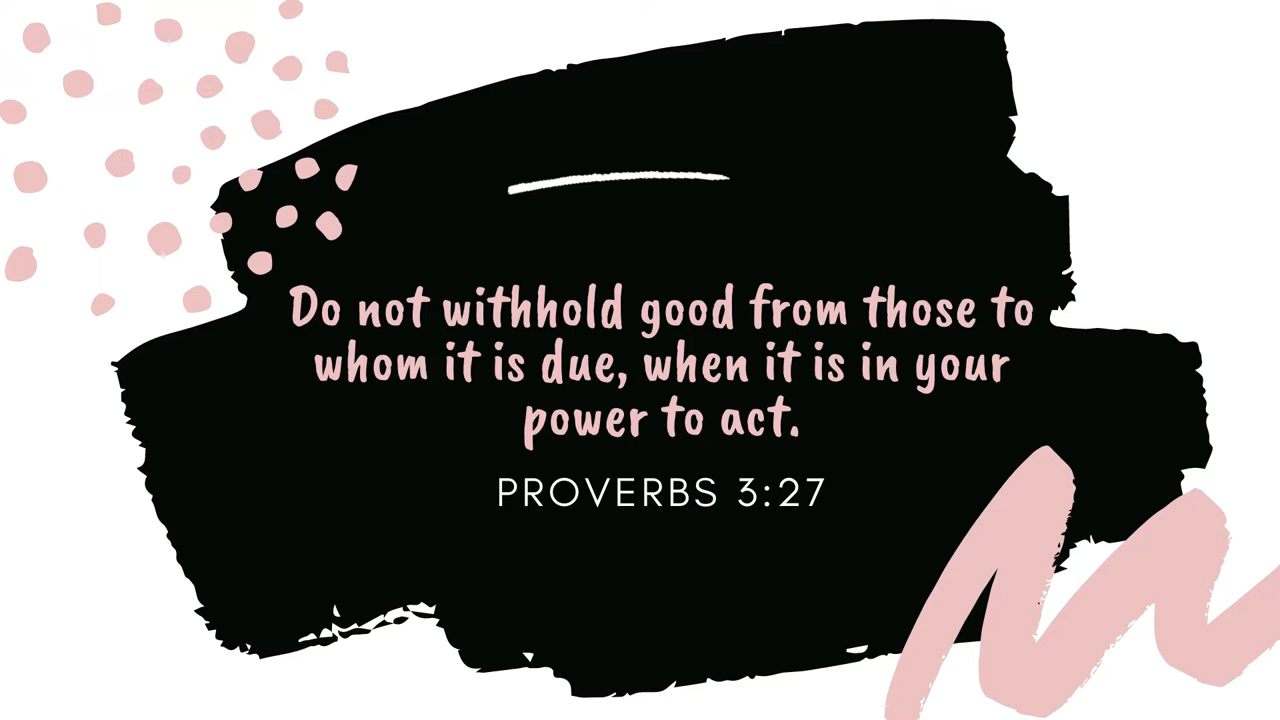 Do not withhold good from those to
whom it is due, when it is in your
power to act.
PROVERBS 3:27